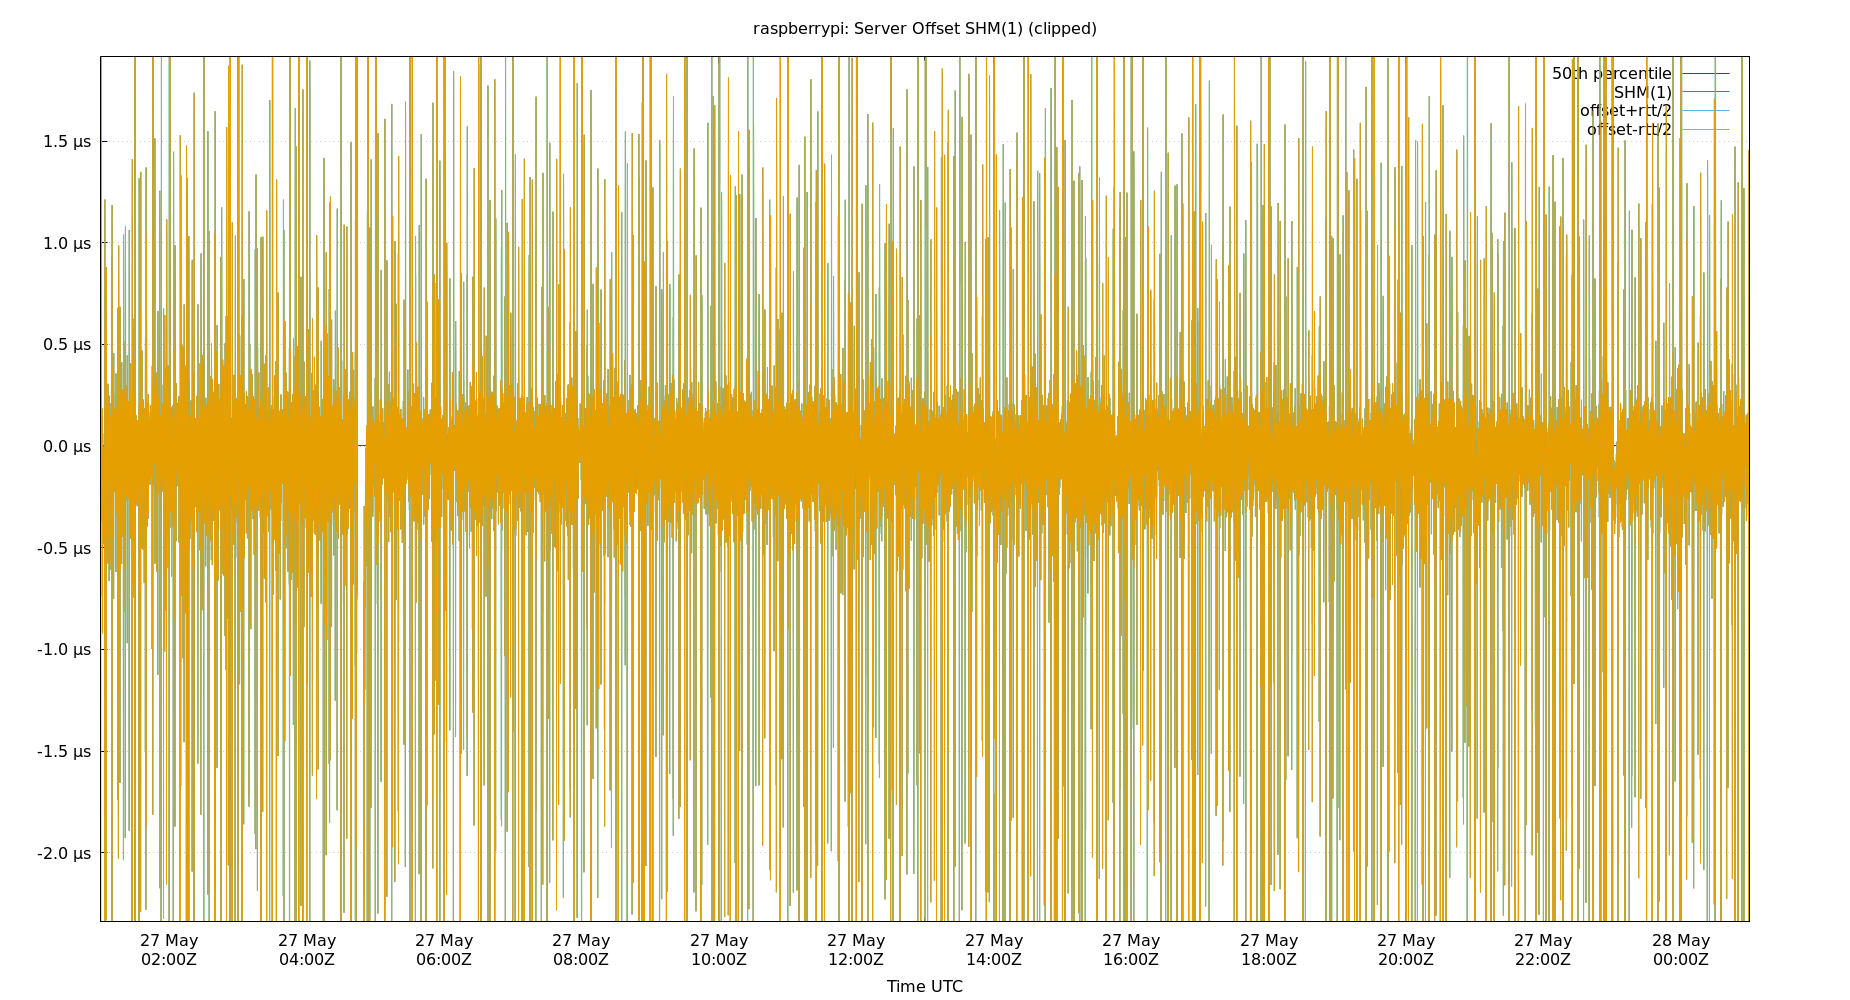 raspberrypi: Server Offset SHM(1) (clipped)
50th percentile
SHM(1)
offset+rtt/2
offset-rtt/2
1.5 µs
1.0 µs
0.5 µs
0.0 µs
-0.5 µs
-1.0 µs
-1.5 µs
-2.0 µs
27 May 27 May 27 May 27 May 27 May 27 May 27 May 27 May 27 May 27 May 27 May 28 May
02:00Z 04:00Z 06:00Z 08:00Z 10:00Z 12:00Z 14:00Z 16:00Z 18:00Z 20:00Z 22:00Z 00:00Z
Time UTC